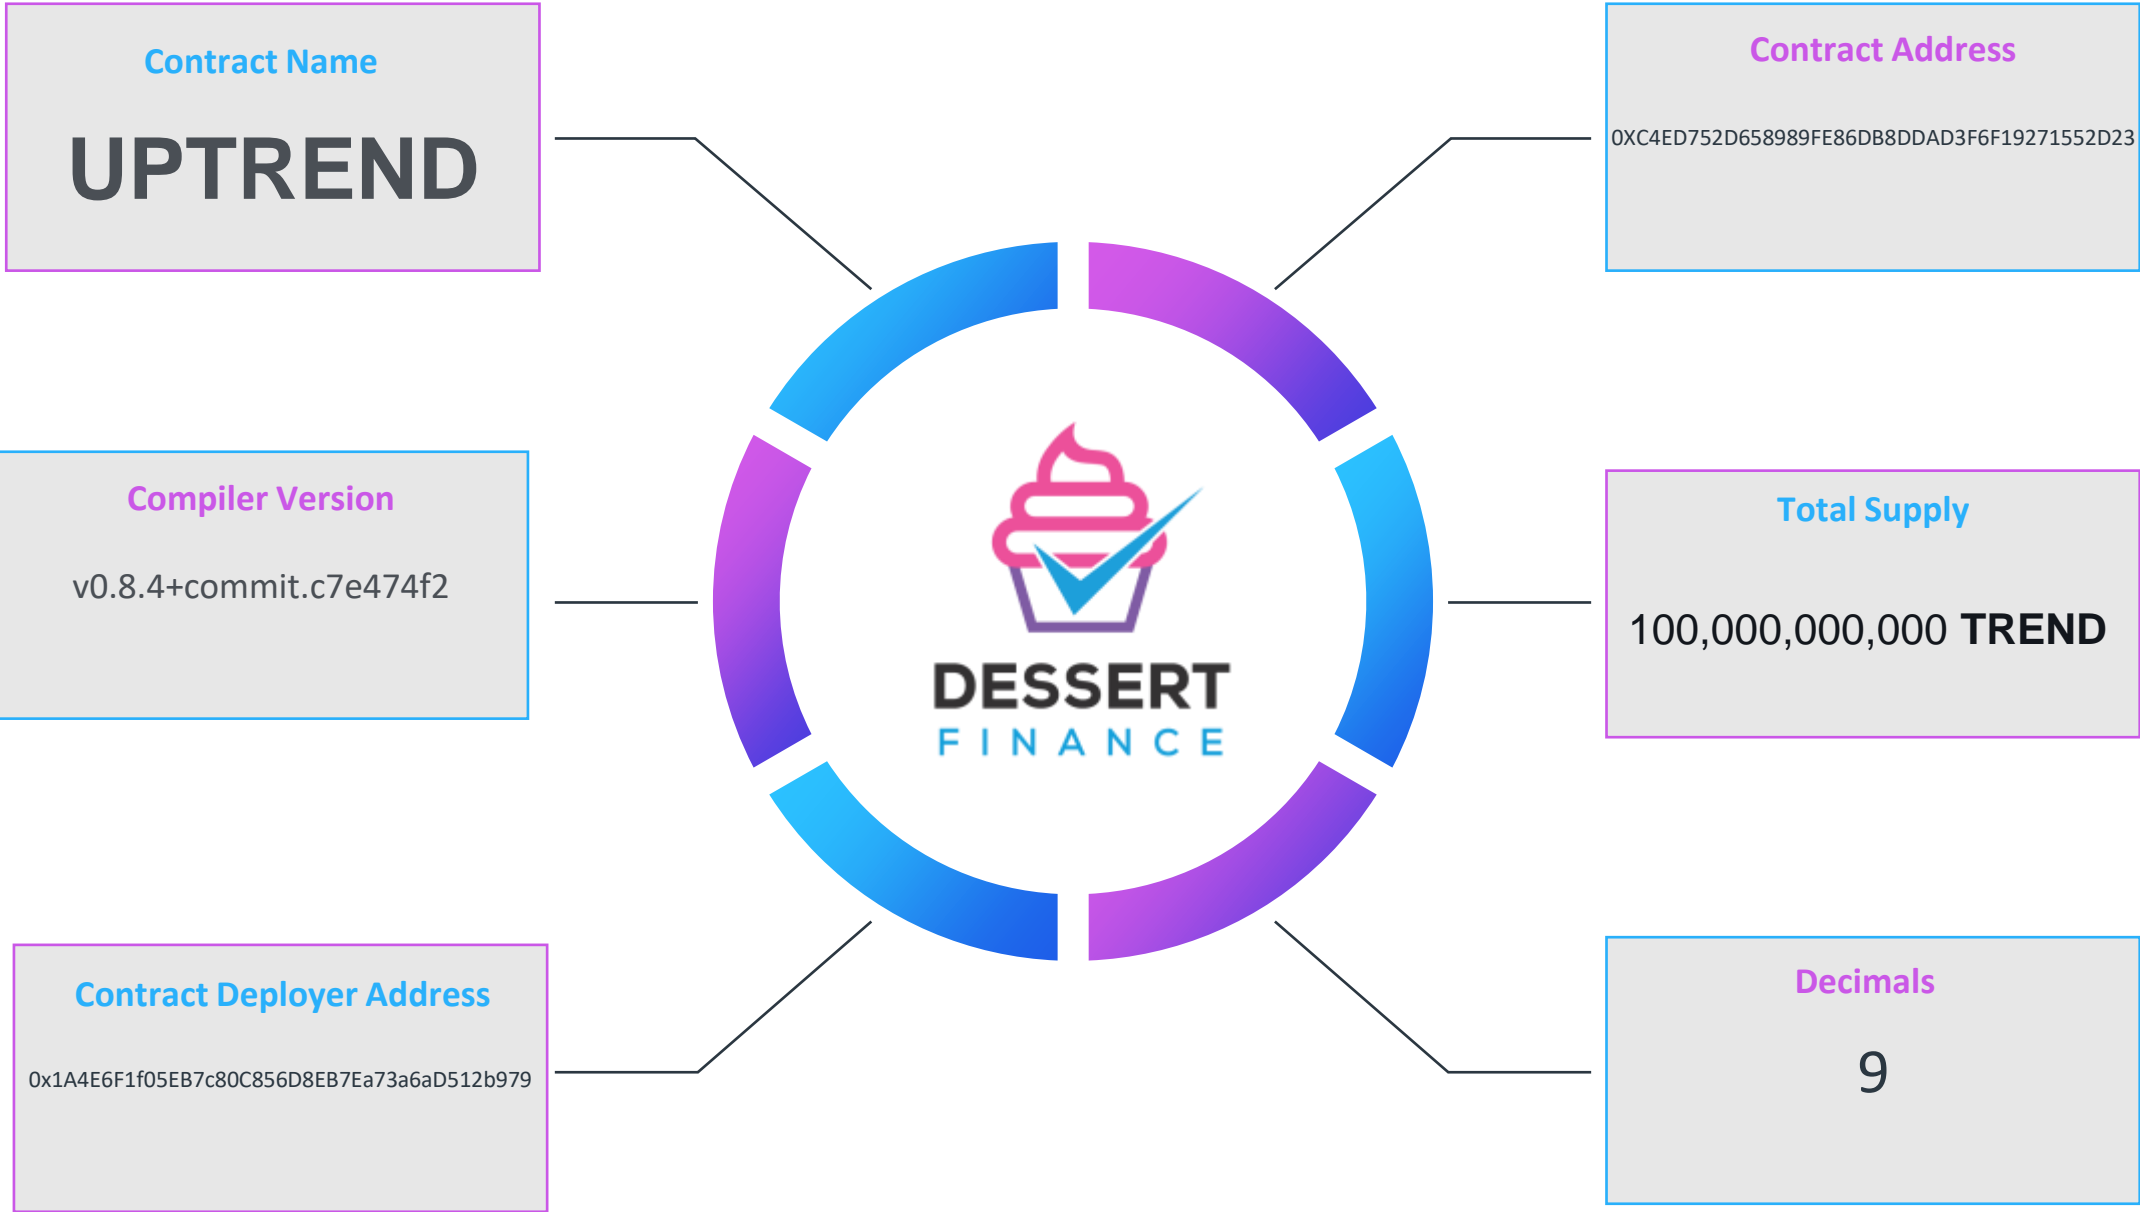 Contract Name
UPTREND
Contract Address
0XC4ED752D658989FE86DB8DDAD3F6F19271552D23
Compiler Version
v0.8.4+commit.c7e474f2
DESSERT
FINANCE
Total Supply
100,000,000,000 TREND
Contract Deployer Address
0x1A4E6F1f05EB7c80C856D8EB7Ea73a6aD512b979
Decimals
9